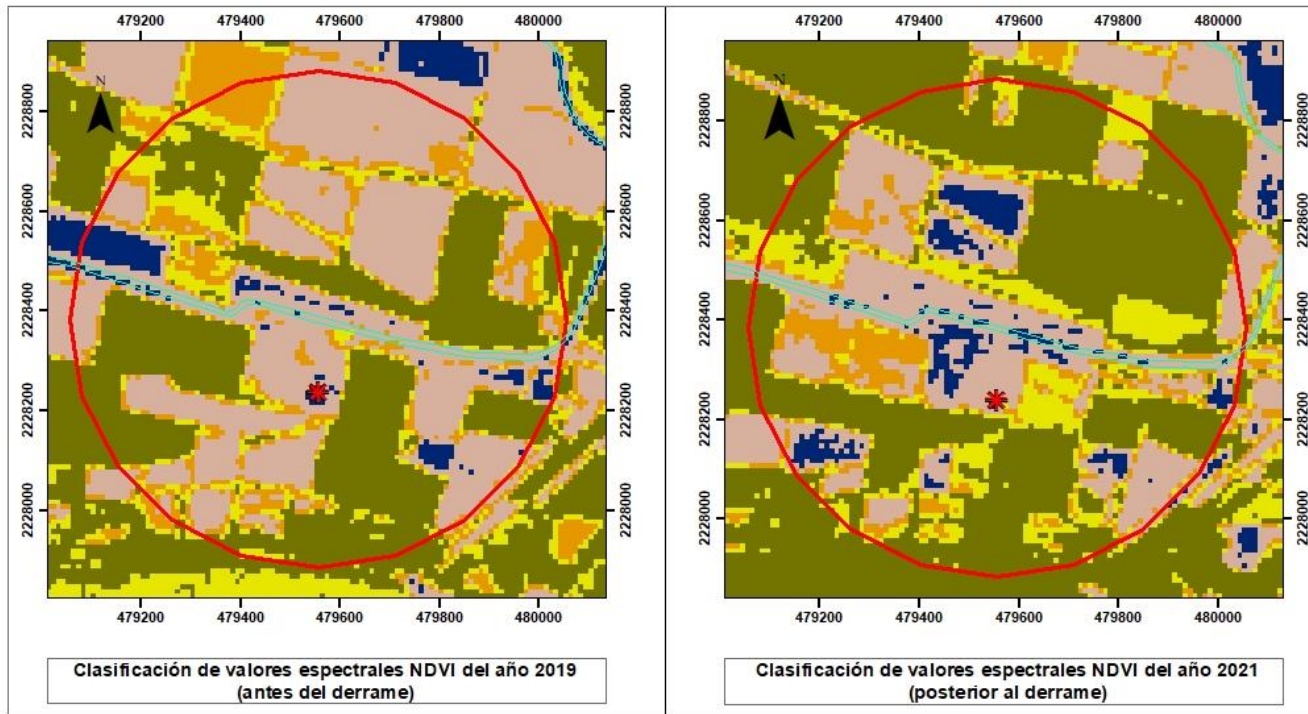 479200 479400 479600 479800 480000
2228800
2228600
2228400
2228200
2228000
2228800
2228600
2228400
2228200
2228000
N
479200 479400 479600 479800 480000
Clasificación de valores espectrales NDVI del año 2019
(antes del derrame)
479200 479400 479600 479800 480000
2228800
2228600
2228400
2228200
2228000
2228800
2228600
2228400
2228200
2228000
N
479200 479400 479600 479800 480000
Clasificación de valores espectrales NDVI del año 2021
(posterior al derrame)